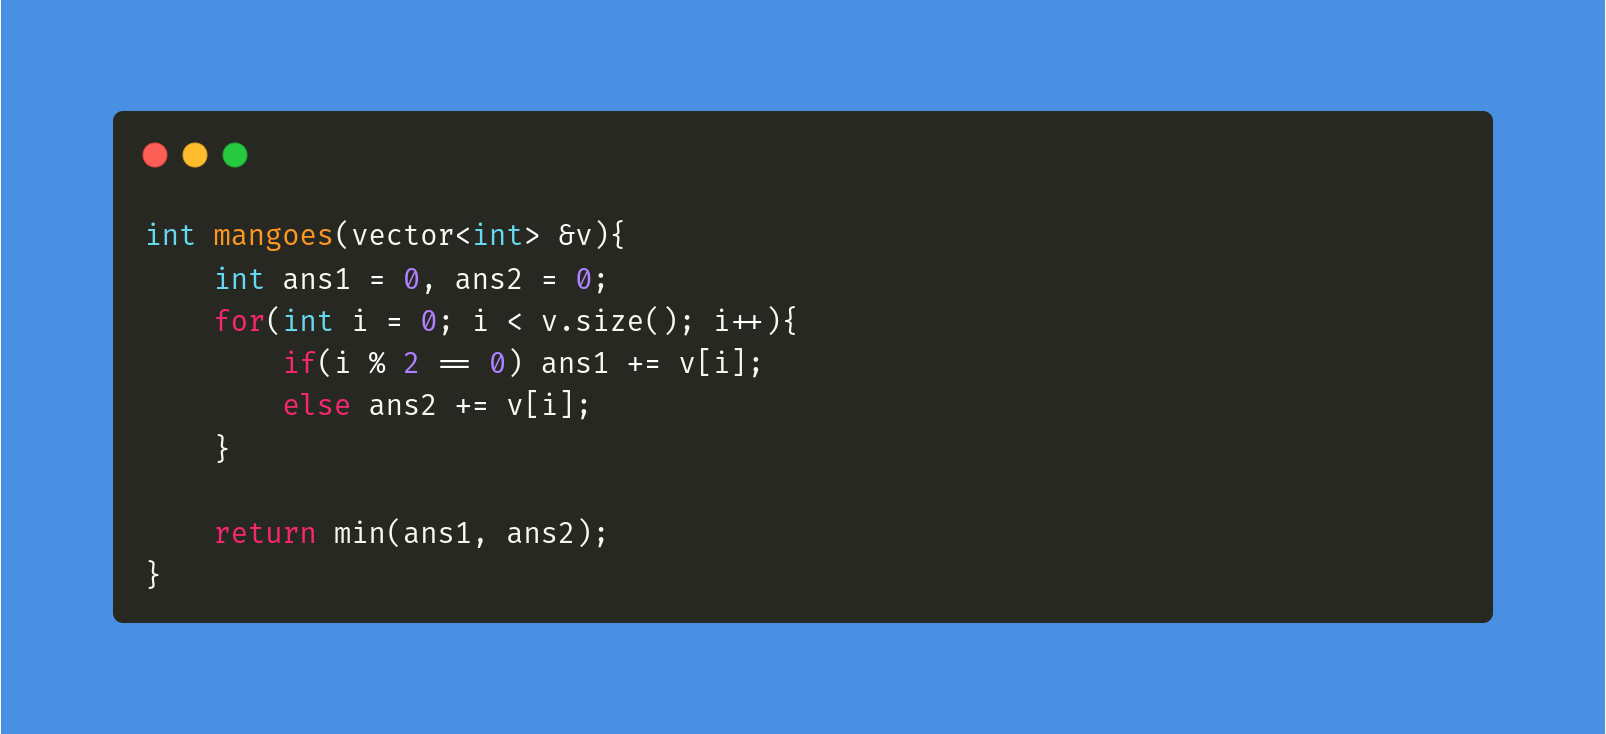 int mangoes(vector<int> &v){
    int ans1 = 0, ans2 = 0;
    for(int i = 0; i < v.size(); i++){
        if(i % 2 == 0) ans1 += v[i];
        else ans2 += v[i];
    }

    return min(ans1, ans2);
}